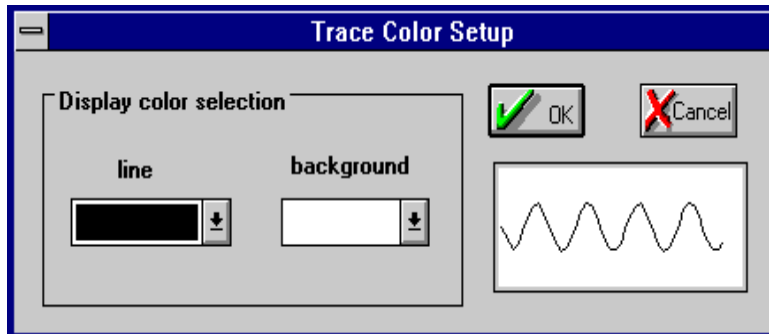 Trace Color Setup
Display color selection
OK
Cancel
line
background